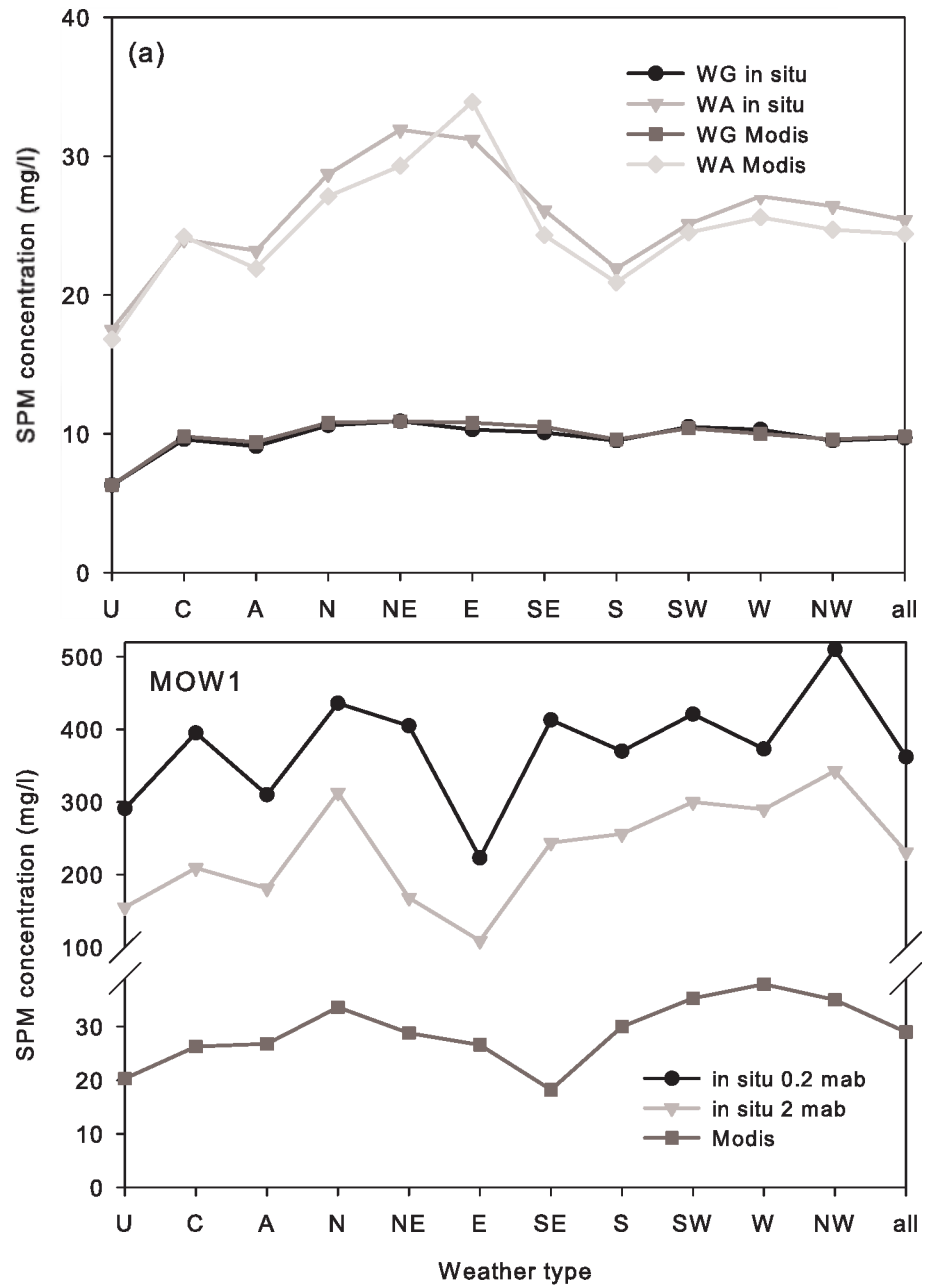 40
(a)
WG in situ
WA in situ
WG Modis
WA Modis
30
20
10
0
SPM concentration (mg/l)
U C A N NE E SE S SW W NW all
500
MOW1
400
300
200
100
30
20
10
0
SPM concentration (mg/l)
in situ 0.2 mab
in situ 2 mab
Modis
U C A N NE E SE S SW W NW all
Weather type